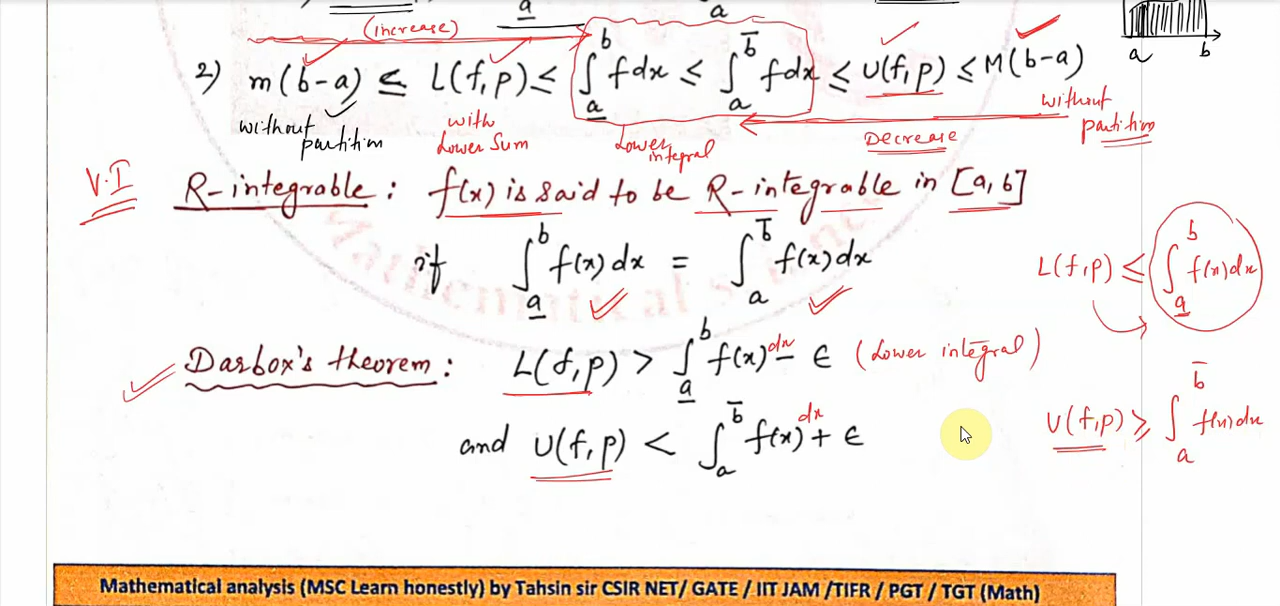 a
a
(increase)
a b
2) m(b-a) ≤ L(f,p) ≤ ∫_a^b fdx ≤ ∫_a^b̅ fdx ≤ U(f,p) ≤ M(b-a)
without partition with Lower Sum Lower integral Decrease without partition
V.I R-integrable : f(x) is said to be R-integrable in [a,b]
if ∫_a^b f(x) dx = ∫_a^b̅ f(x)dx
L(f,p) ≤ ∫_a^b f(x)dx
Darbox's theorem : L(f,p) > ∫_a^b f(x)dx - ϵ (Lower integral)
and U(f,p) < ∫_a^b̅ f(x)dx + ϵ
U(f,p) ≥ ∫_a^b̅ f(x)dx
Mathematical analysis (MSC Learn honestly) by Tahsin sir CSIR NET/ GATE / IIT JAM /TIFR / PGT / TGT (Math)